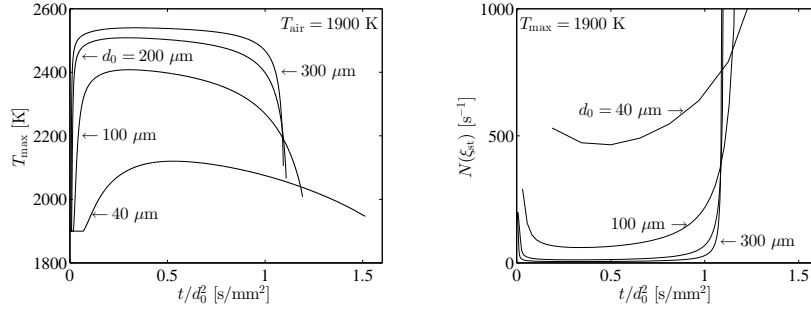 T_air = 1900 K
2600
2400
2200
2000
1800
T_max [K]
←d_0 = 200 μm
←300 μm
←100 μm
←40 μm
0
0.5
1
1.5
t/d_0^2 [s/mm^2]
T_max = 1900 K
1000
500
0
N(ξ_st) [s^-1]
d_0 = 40 μm→
100 μm→
←300 μm
0
0.5
1
1.5
t/d_0^2 [s/mm^2]